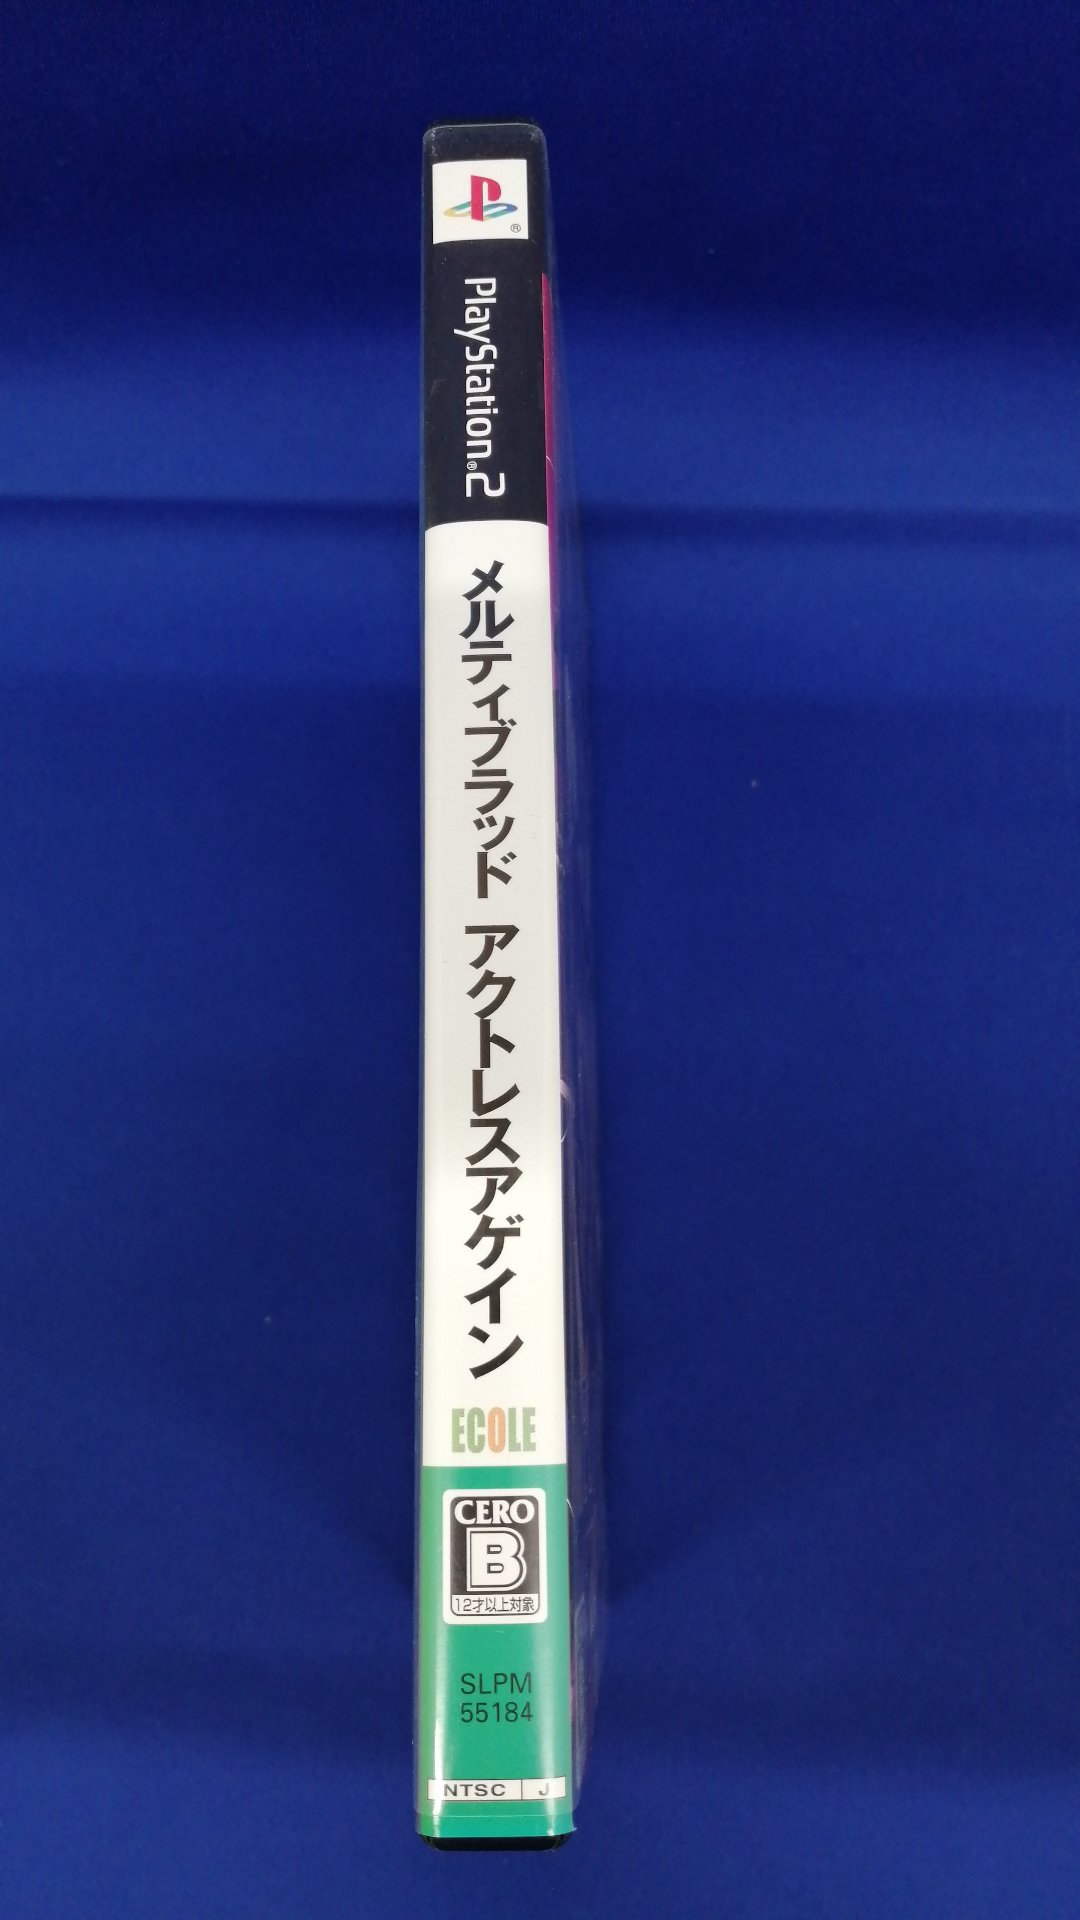 PlayStation®2
メルティブラッド アクトレスアゲイン
ECOLE
CERO
B
12才以上対象
SLPM
55184
NTSC J